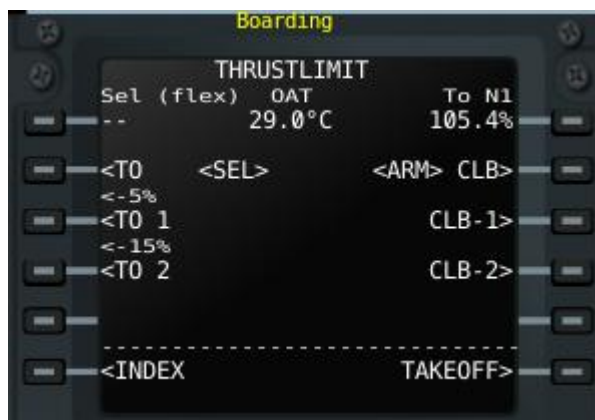 Boarding
THRUSTLIMIT
Sel (flex) OAT To N1
-- 29.0°C 105.4%
<TO <SEL> <ARM> CLB>
<-5%
<TO 1 CLB-1>
<-15%
<TO 2 CLB-2>
<INDEX TAKEOFF>